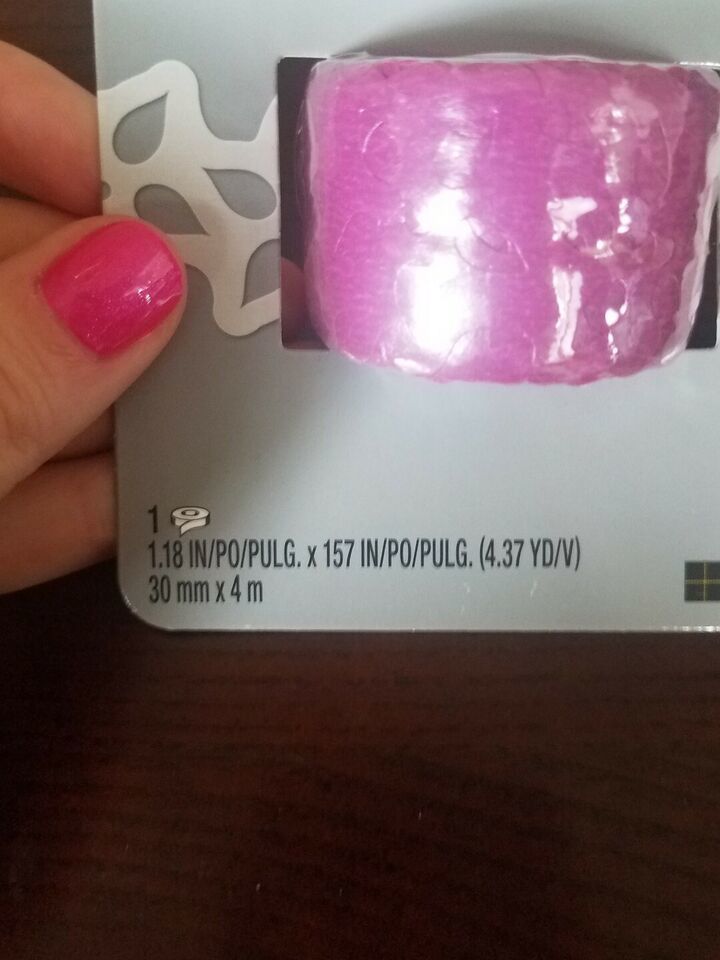 1
1.18 IN/PO/PULG. x 157 IN/PO/PULG. (4.37 YD/V)
30 mm x 4 m